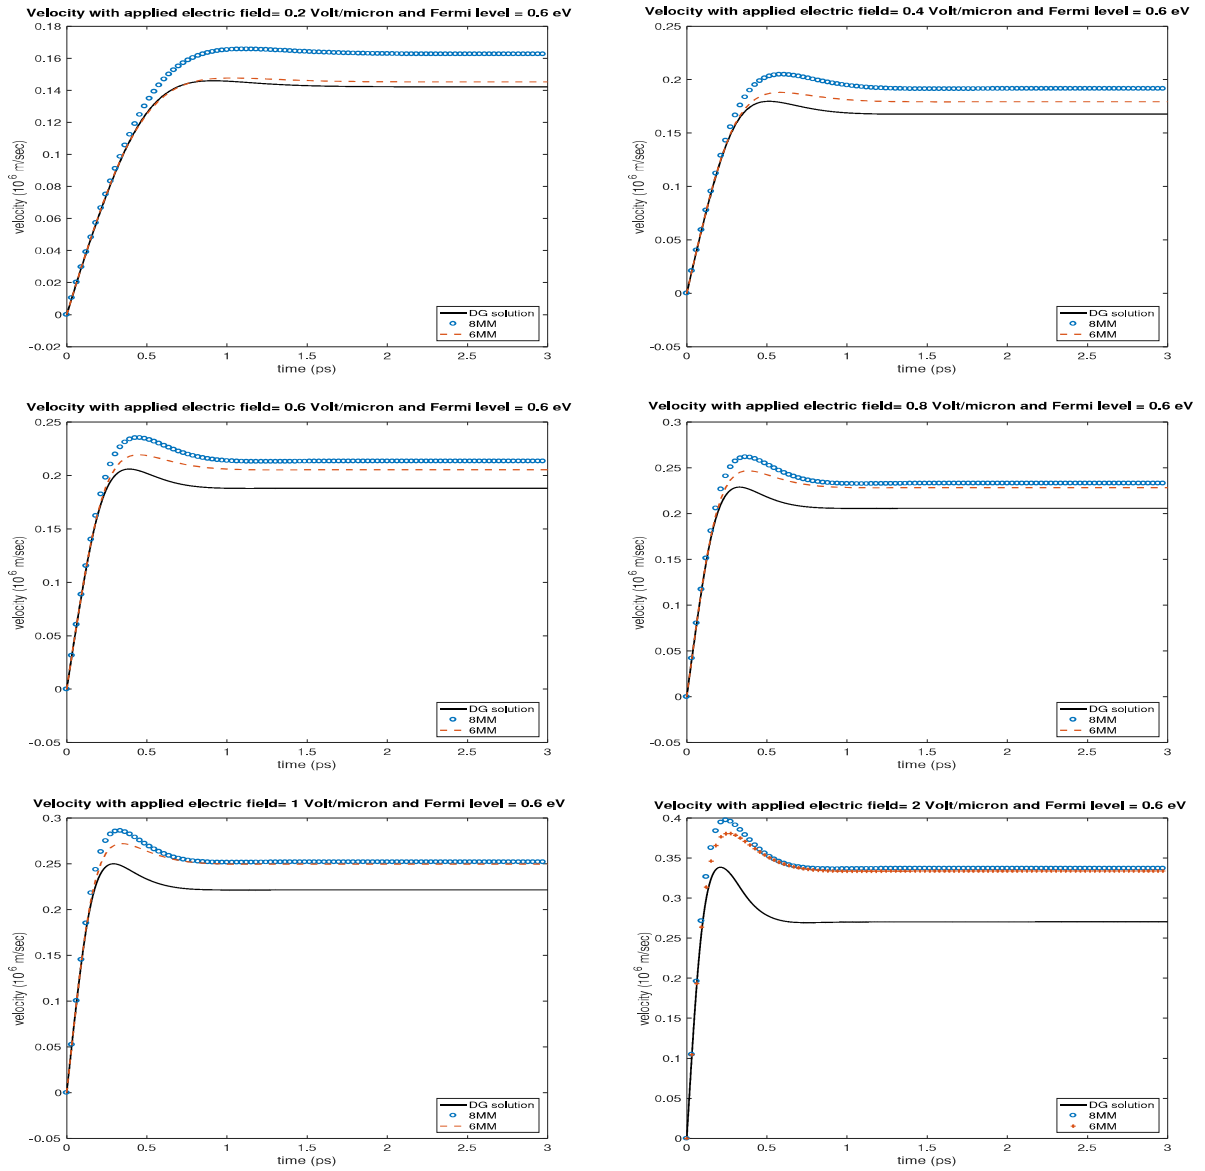 Velocity with applied electric field= 0.2 Volt/micron and Fermi level = 0.6 eV
0.18
0.16
0.14
0.12
0.1
0.08
0.06
0.04
0.02
0
-0.02
velocity (10^6 m/sec)
0 0.5 1 1.5 2 2.5 3
time (ps)
DG solution
8MM
6MM
Velocity with applied electric field= 0.4 Volt/micron and Fermi level = 0.6 eV
0.25
0.2
0.15
0.1
0.05
0
-0.05
velocity (10^6 m/sec)
0 0.5 1 1.5 2 2.5 3
time (ps)
DG solution
8MM
6MM
Velocity with applied electric field= 0.6 Volt/micron and Fermi level = 0.6 eV
0.25
0.2
0.15
0.1
0.05
0
-0.05
velocity (10^6 m/sec)
0 0.5 1 1.5 2 2.5 3
time (ps)
DG solution
8MM
6MM
Velocity with applied electric field= 0.8 Volt/micron and Fermi level = 0.6 eV
0.3
0.25
0.2
0.15
0.1
0.05
0
-0.05
velocity (10^6 m/sec)
0 0.5 1 1.5 2 2.5 3
time (ps)
DG solution
8MM
6MM
Velocity with applied electric field= 1 Volt/micron and Fermi level = 0.6 eV
0.3
0.25
0.2
0.15
0.1
0.05
0
-0.05
velocity (10^6 m/sec)
0 0.5 1 1.5 2 2.5 3
time (ps)
DG solution
8MM
6MM
Velocity with applied electric field= 2 Volt/micron and Fermi level = 0.6 eV
0.4
0.35
0.3
0.25
0.2
0.15
0.1
0.05
0
velocity (10^6 m/sec)
0 0.5 1 1.5 2 2.5 3
time (ps)
DG solution
8MM
6MM